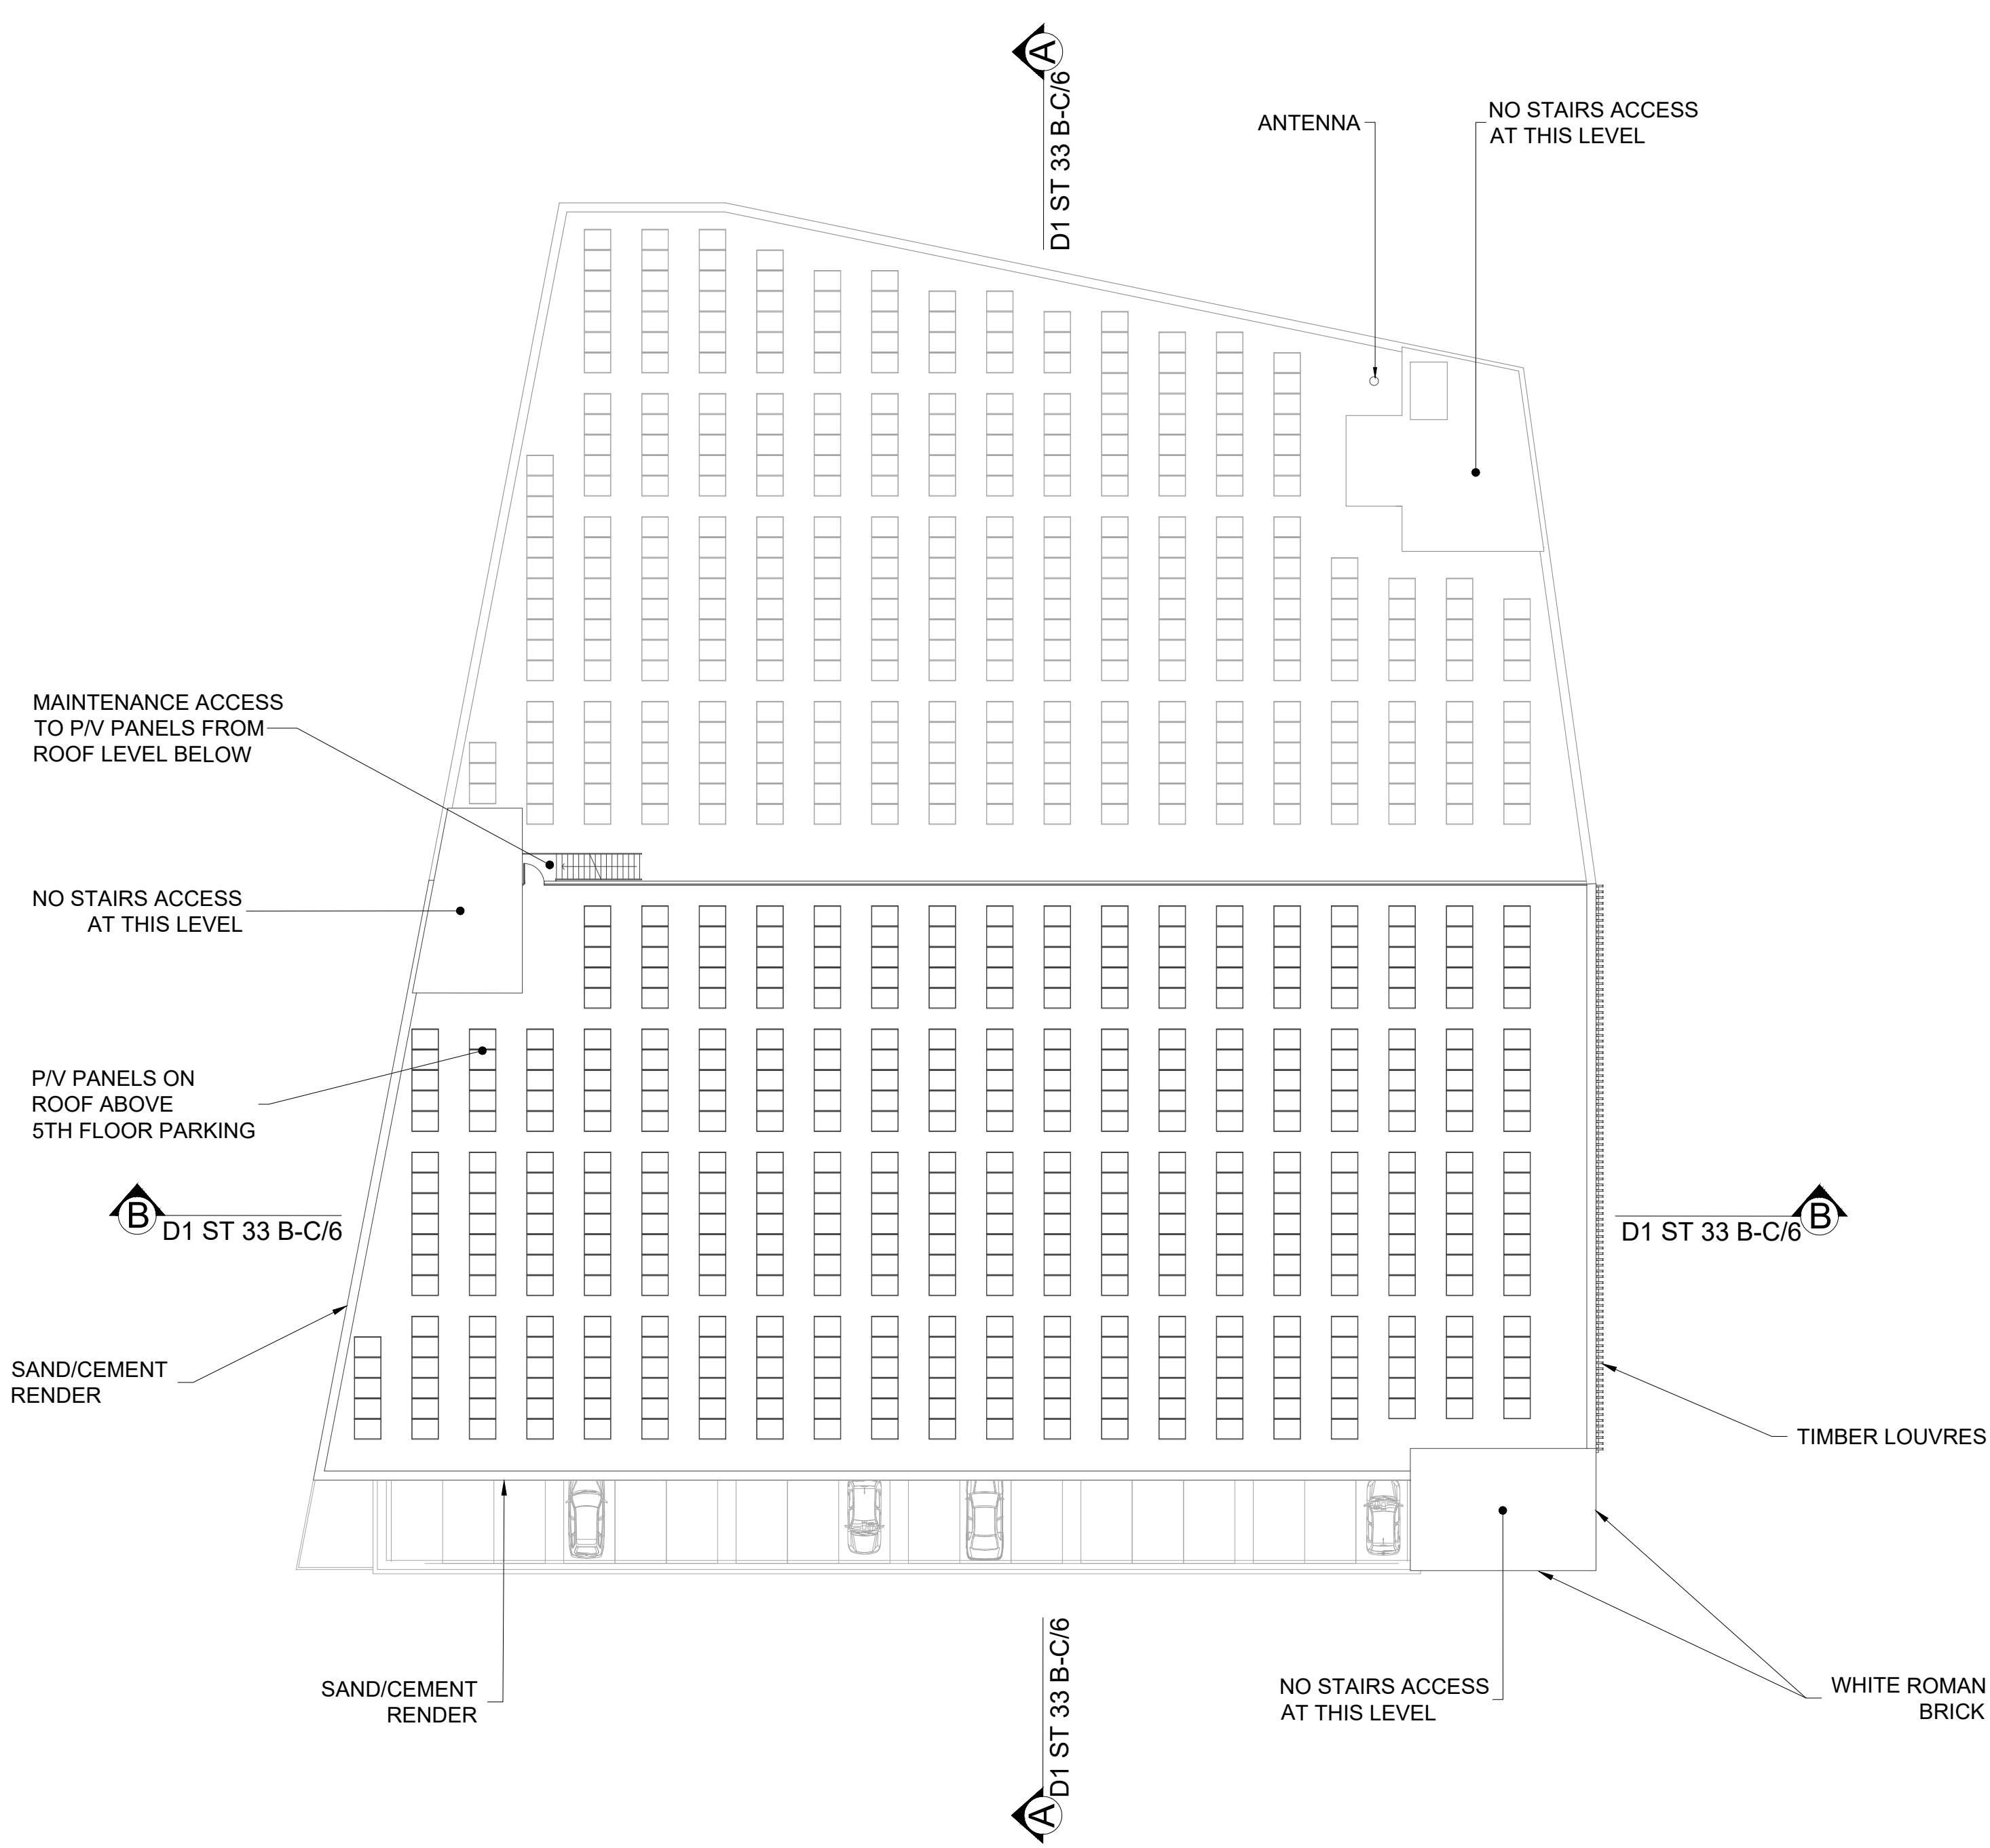 A
D1 ST 33 B-C/6
ANTENNA
NO STAIRS ACCESS
AT THIS LEVEL
MAINTENANCE ACCESS
TO P/V PANELS FROM
ROOF LEVEL BELOW
NO STAIRS ACCESS
AT THIS LEVEL
P/V PANELS ON
ROOF ABOVE
5TH FLOOR PARKING
B
D1 ST 33 B-C/6
B
D1 ST 33 B-C/6
SAND/CEMENT
RENDER
TIMBER LOUVRES
SAND/CEMENT
RENDER
D1 ST 33 B-C/6
A
NO STAIRS ACCESS
AT THIS LEVEL
WHITE ROMAN
BRICK